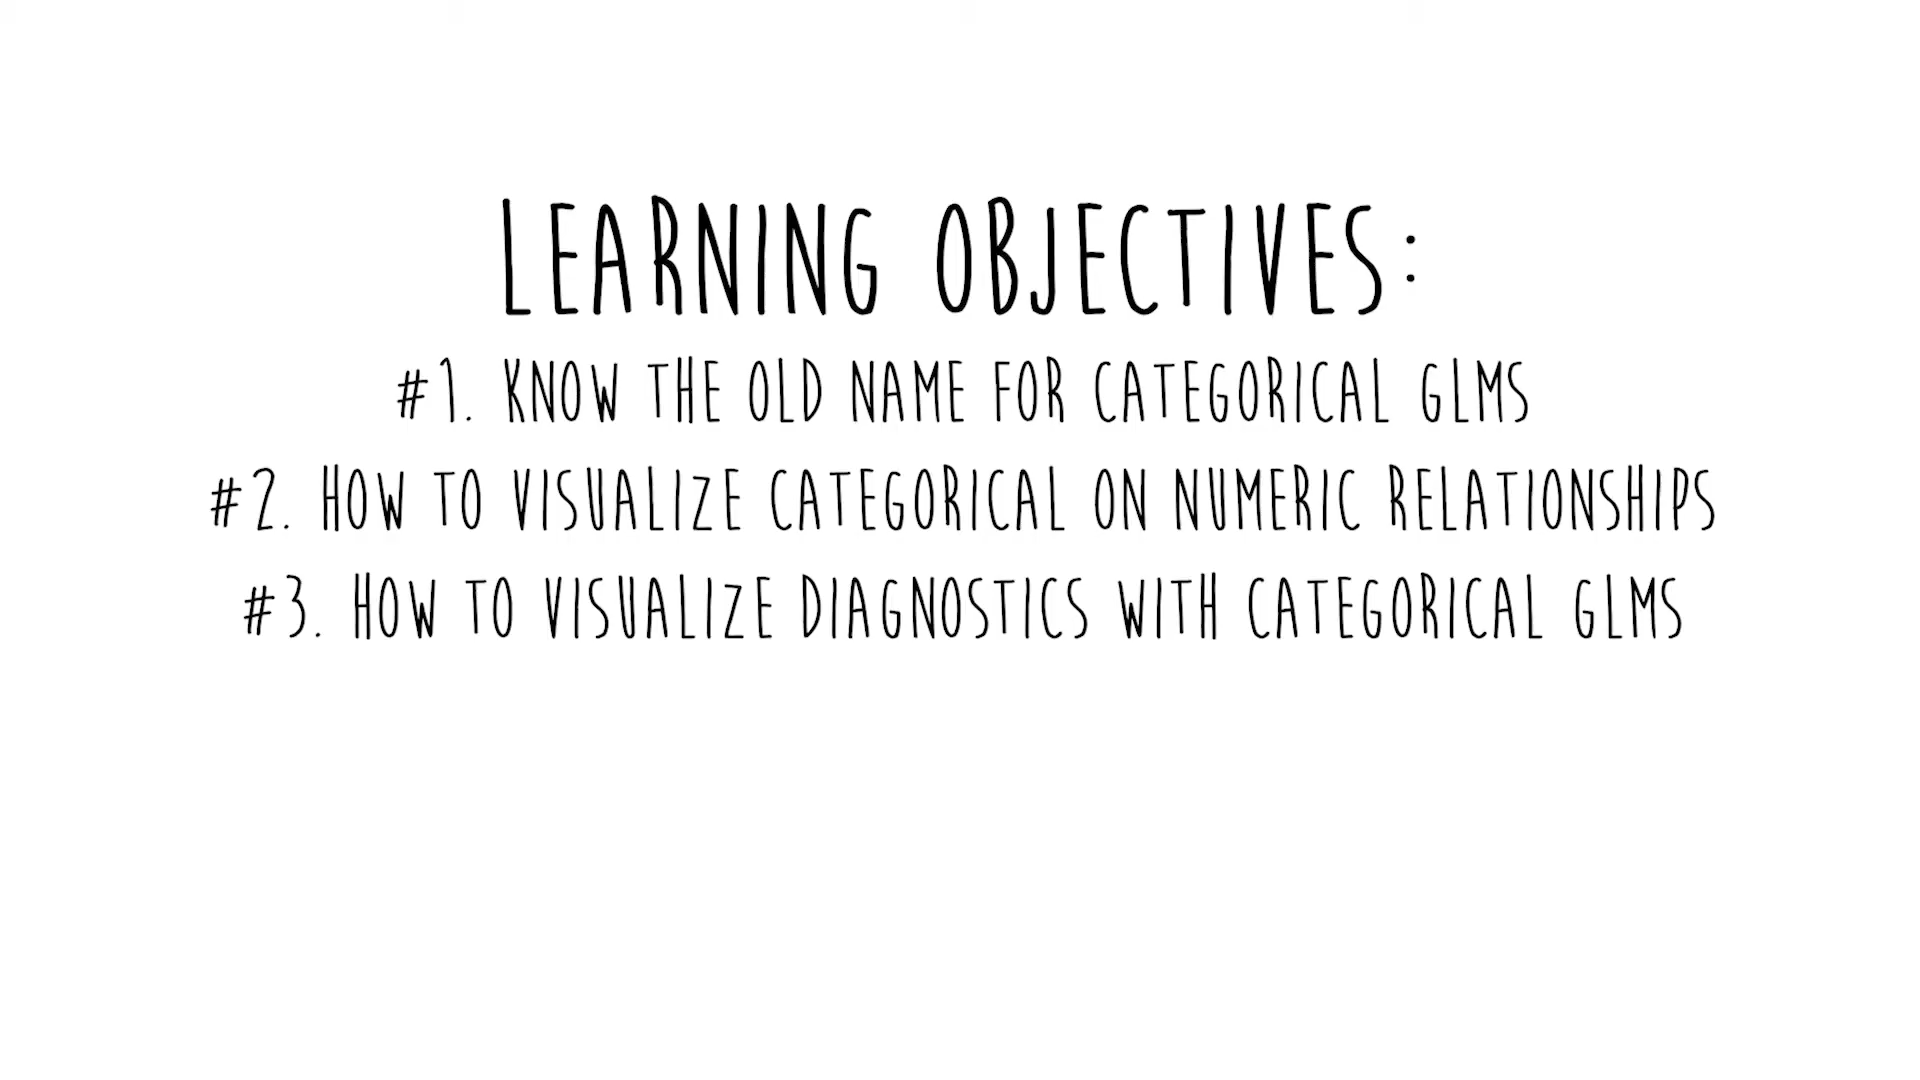 LEARNING OBJECTIVES:
#1. KNOW THE OLD NAME FOR CATEGORICAL GLMS
#2. HOW TO VISUALIZE CATEGORICAL ON NUMERIC RELATIONSHIPS
#3. HOW TO VISUALIZE DIAGNOSTICS WITH CATEGORICAL GLMS